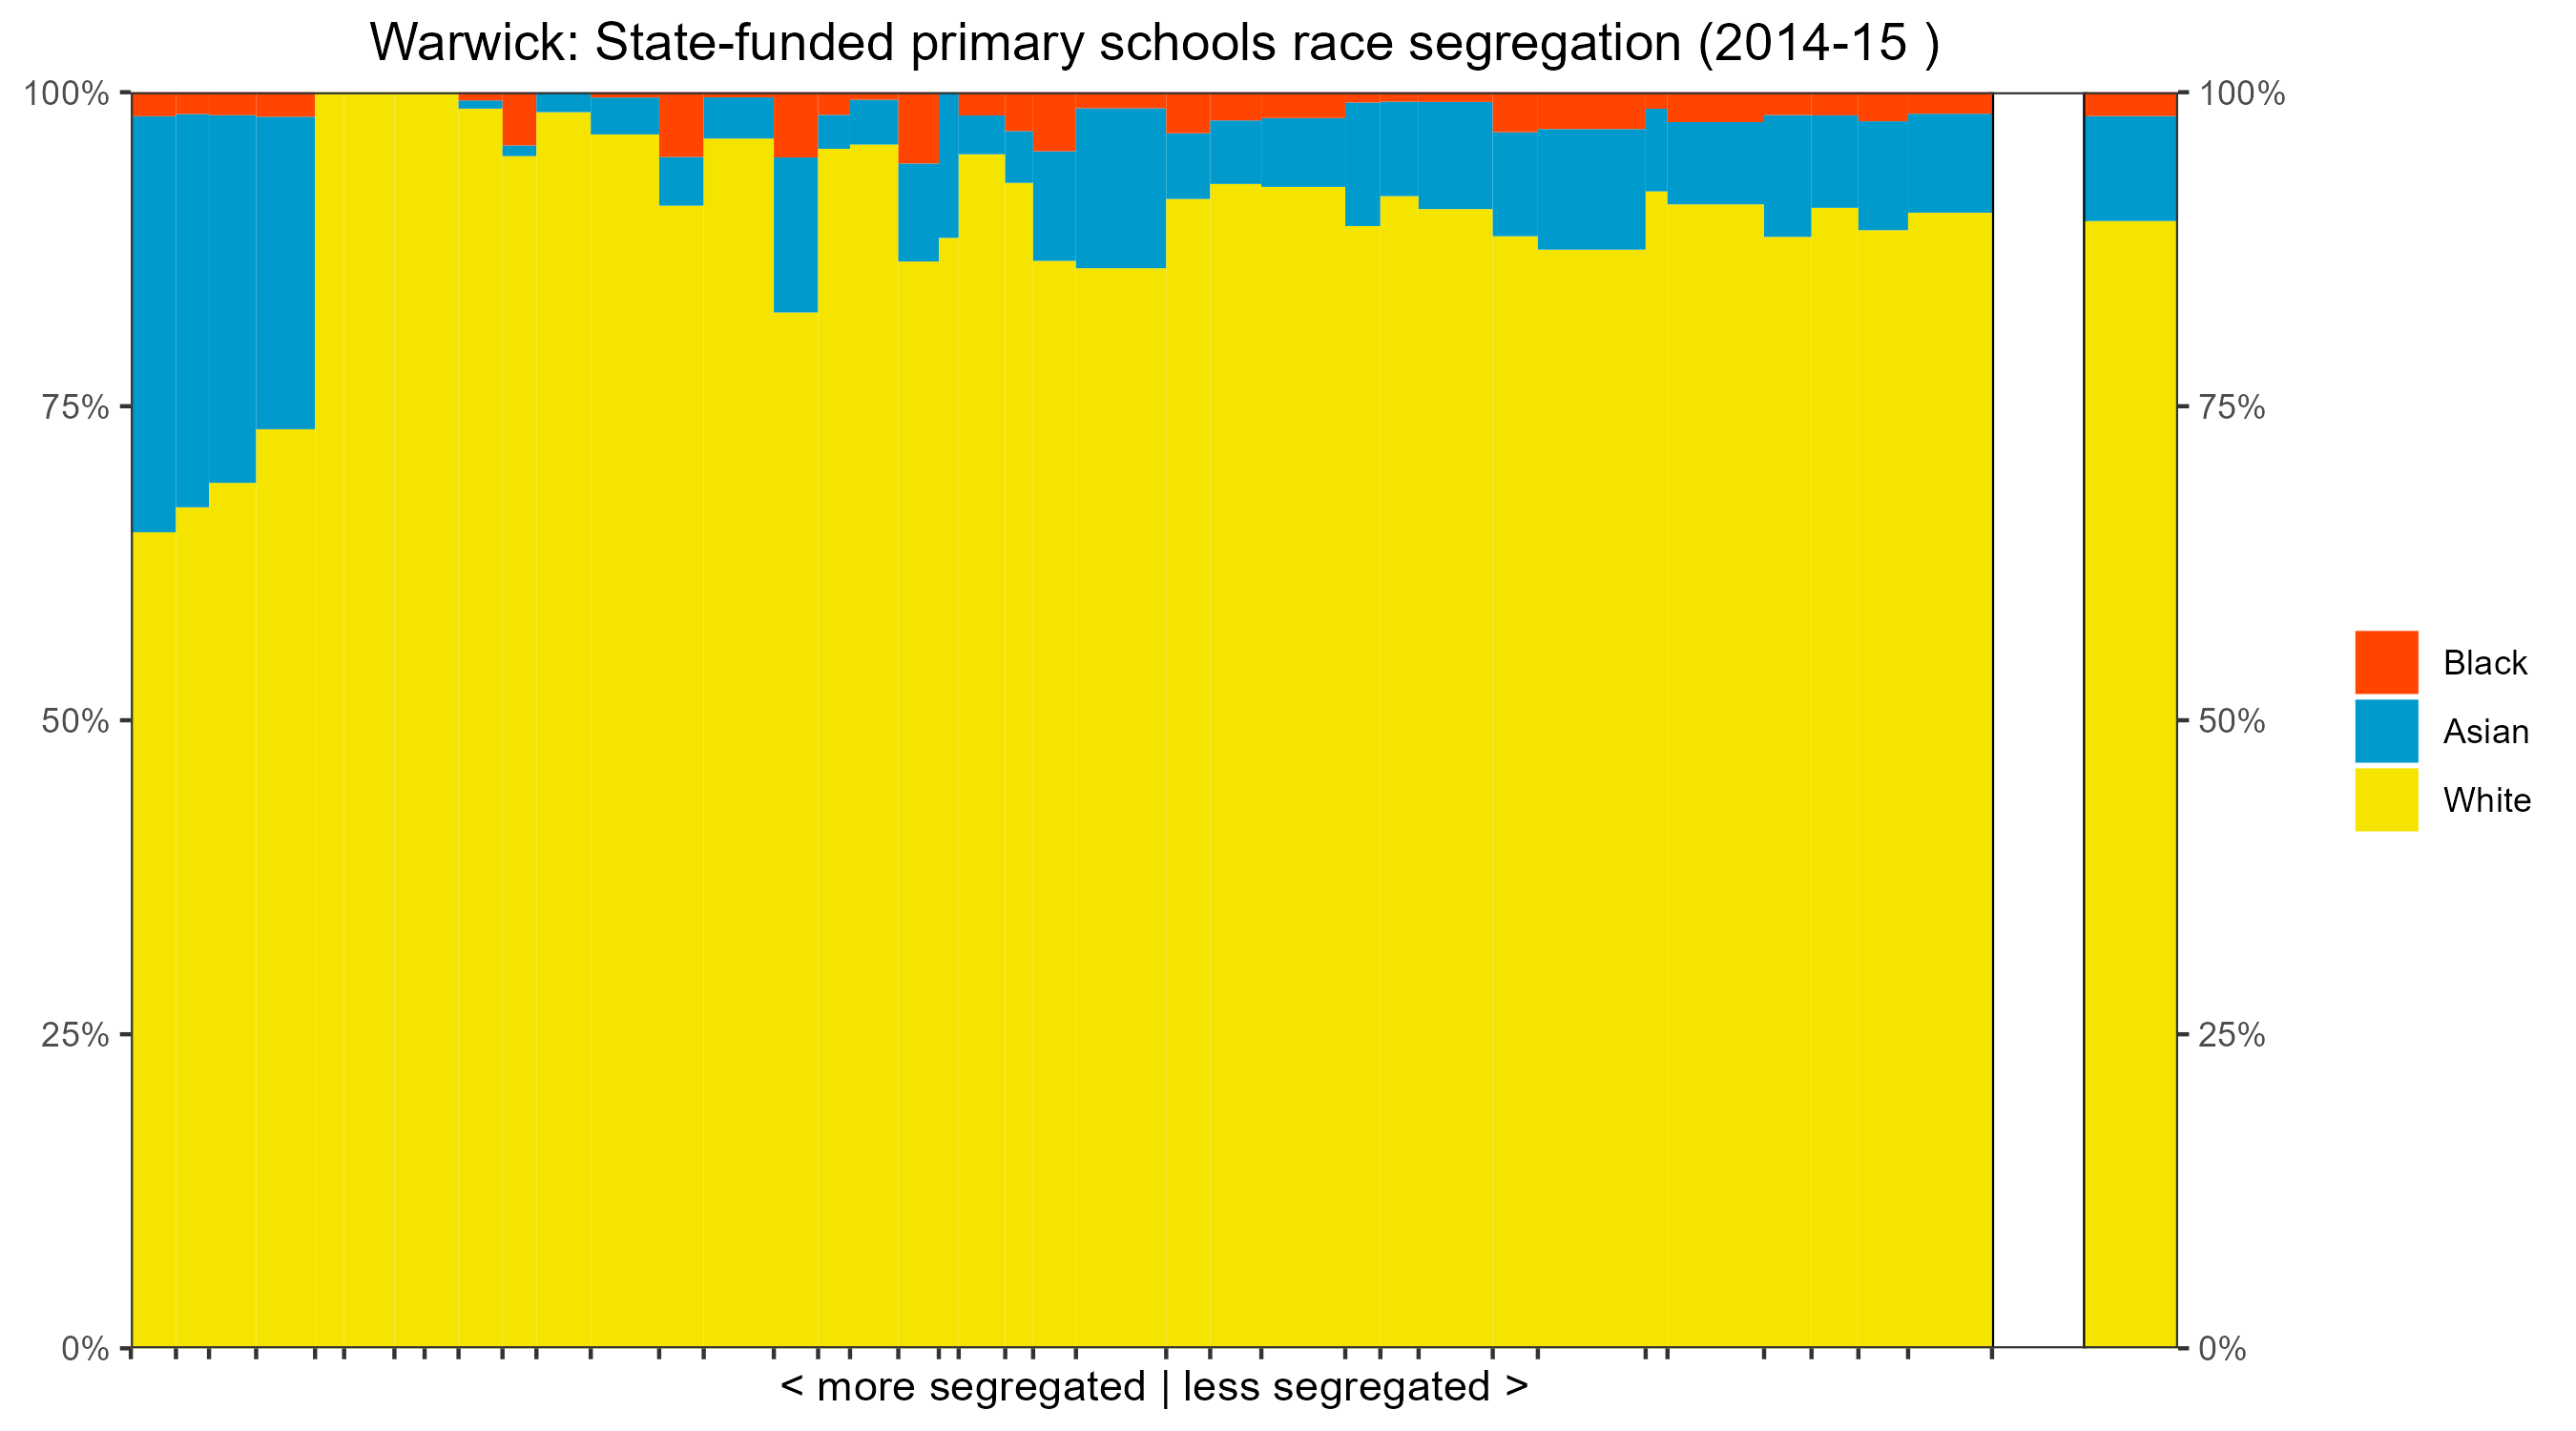 Warwick: State-funded primary schools race segregation (2014-15 )
100%
75%
50%
25%
0%
100%
75%
50%
25%
0%
Black
Asian
White
< more segregated | less segregated >